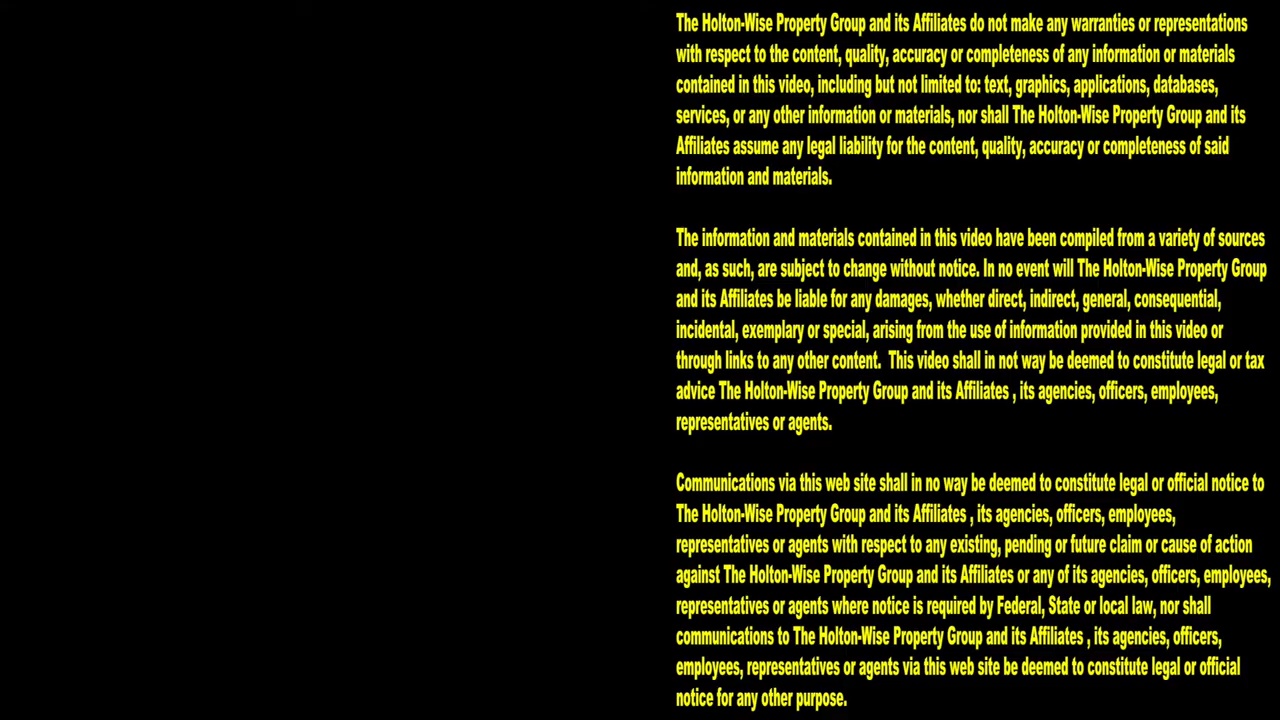 The Holton-Wise Property Group and its Affiliates do not make any warranties or representations
with respect to the content, quality, accuracy or completeness of any information or materials
contained in this video, including but not limited to: text, graphics, applications, databases,
services, or any other information or materials, nor shall The Holton-Wise Property Group and its
Affiliates assume any legal liability for the content, quality, accuracy or completeness of said
information and materials.
The information and materials contained in this video have been compiled from a variety of sources
and, as such, are subject to change without notice. In no event will The Holton-Wise Property Group
and its Affiliates be liable for any damages, whether direct, indirect, general, consequential,
incidental, exemplary or special, arising from the use of information provided in this video or
through links to any other content.  This video shall in not way be deemed to constitute legal or tax
advice The Holton-Wise Property Group and its Affiliates , its agencies, officers, employees,
representatives or agents.
Communications via this web site shall in no way be deemed to constitute legal or official notice to
The Holton-Wise Property Group and its Affiliates , its agencies, officers, employees,
representatives or agents with respect to any existing, pending or future claim or cause of action
against The Holton-Wise Property Group and its Affiliates or any of its agencies, officers, employees,
representatives or agents where notice is required by Federal, State or local law, nor shall
communications to The Holton-Wise Property Group and its Affiliates , its agencies, officers,
employees, representatives or agents via this web site be deemed to constitute legal or official
notice for any other purpose.